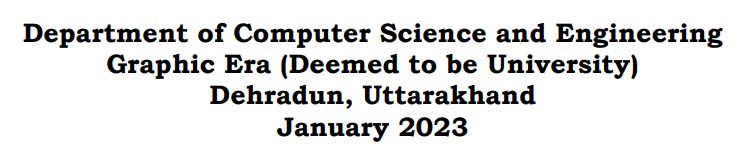 Department of Computer Science and Engineering
Graphic Era (Deemed to be University)
Dehradun, Uttarakhand
January 2023